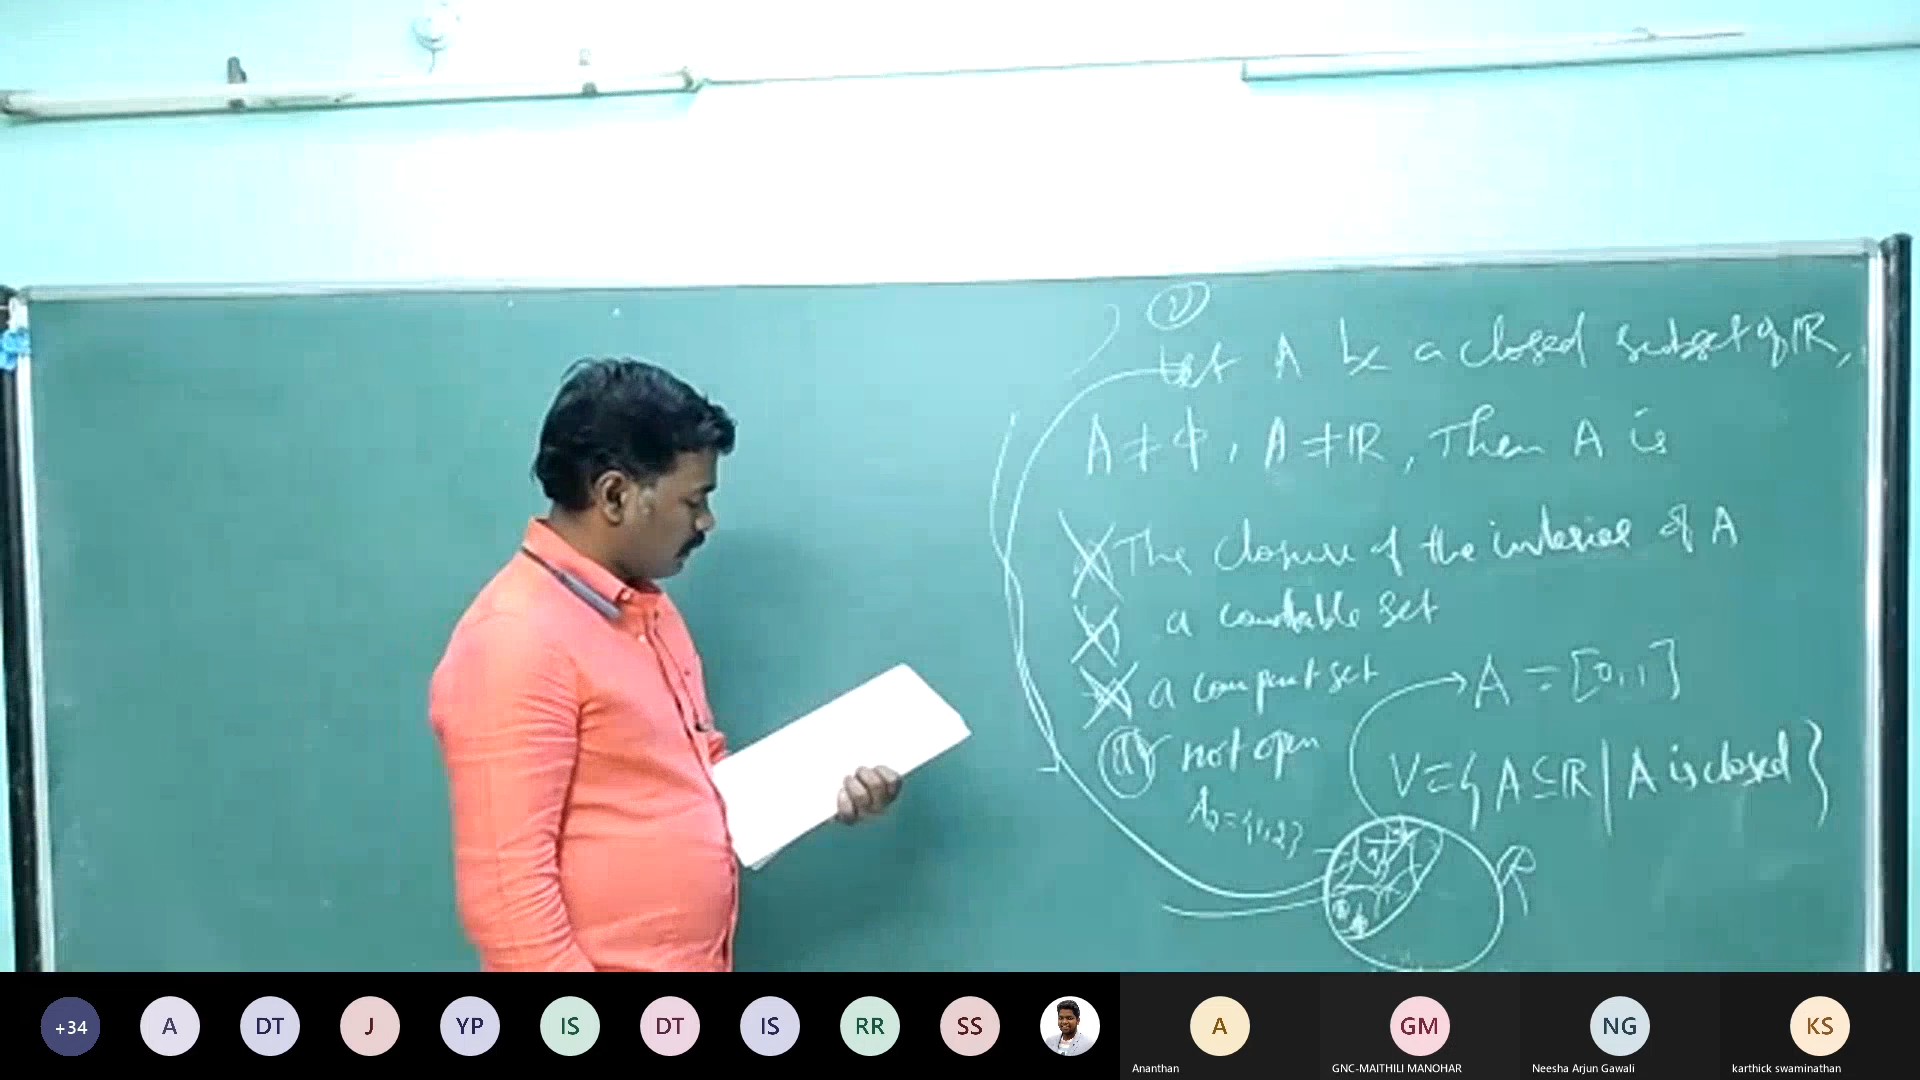 Let A be a closed subset of ℝ,
A ≠ ϕ, A ≠ ℝ, Then A is
The closure of the interior of A
a countable set
a compact set
A = [0,1]
(d) not open
V = { A ⊆ ℝ | A is closed }
A₂ = {1,2}
ℝ
+34
A
DT
J
YP
IS
DT
IS
RR
SS
A
Ananthan
GM
GNC-MAITHILI MANOHAR
NG
Neesha Arjun Gawali
KS
karthick swaminathan